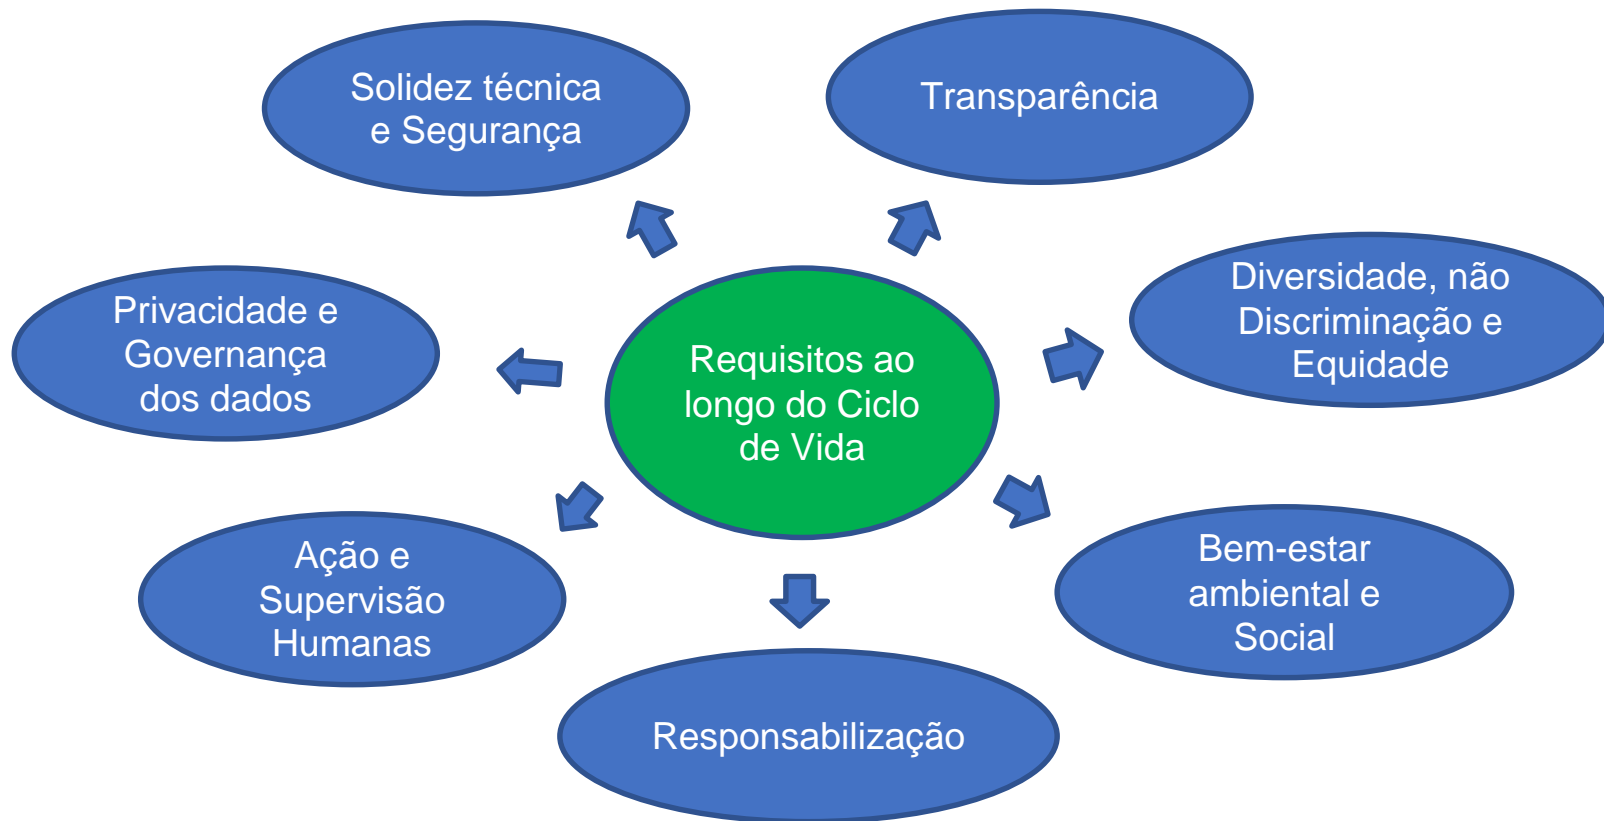 Solidez técnica
e Segurança
Transparência
Diversidade, não
Discriminação e
Equidade
Privacidade e
Governança
dos dados
Requisitos ao
longo do Ciclo
de Vida
Ação e
Supervisão
Humanas
Bem-estar
ambiental e
Social
Responsabilização